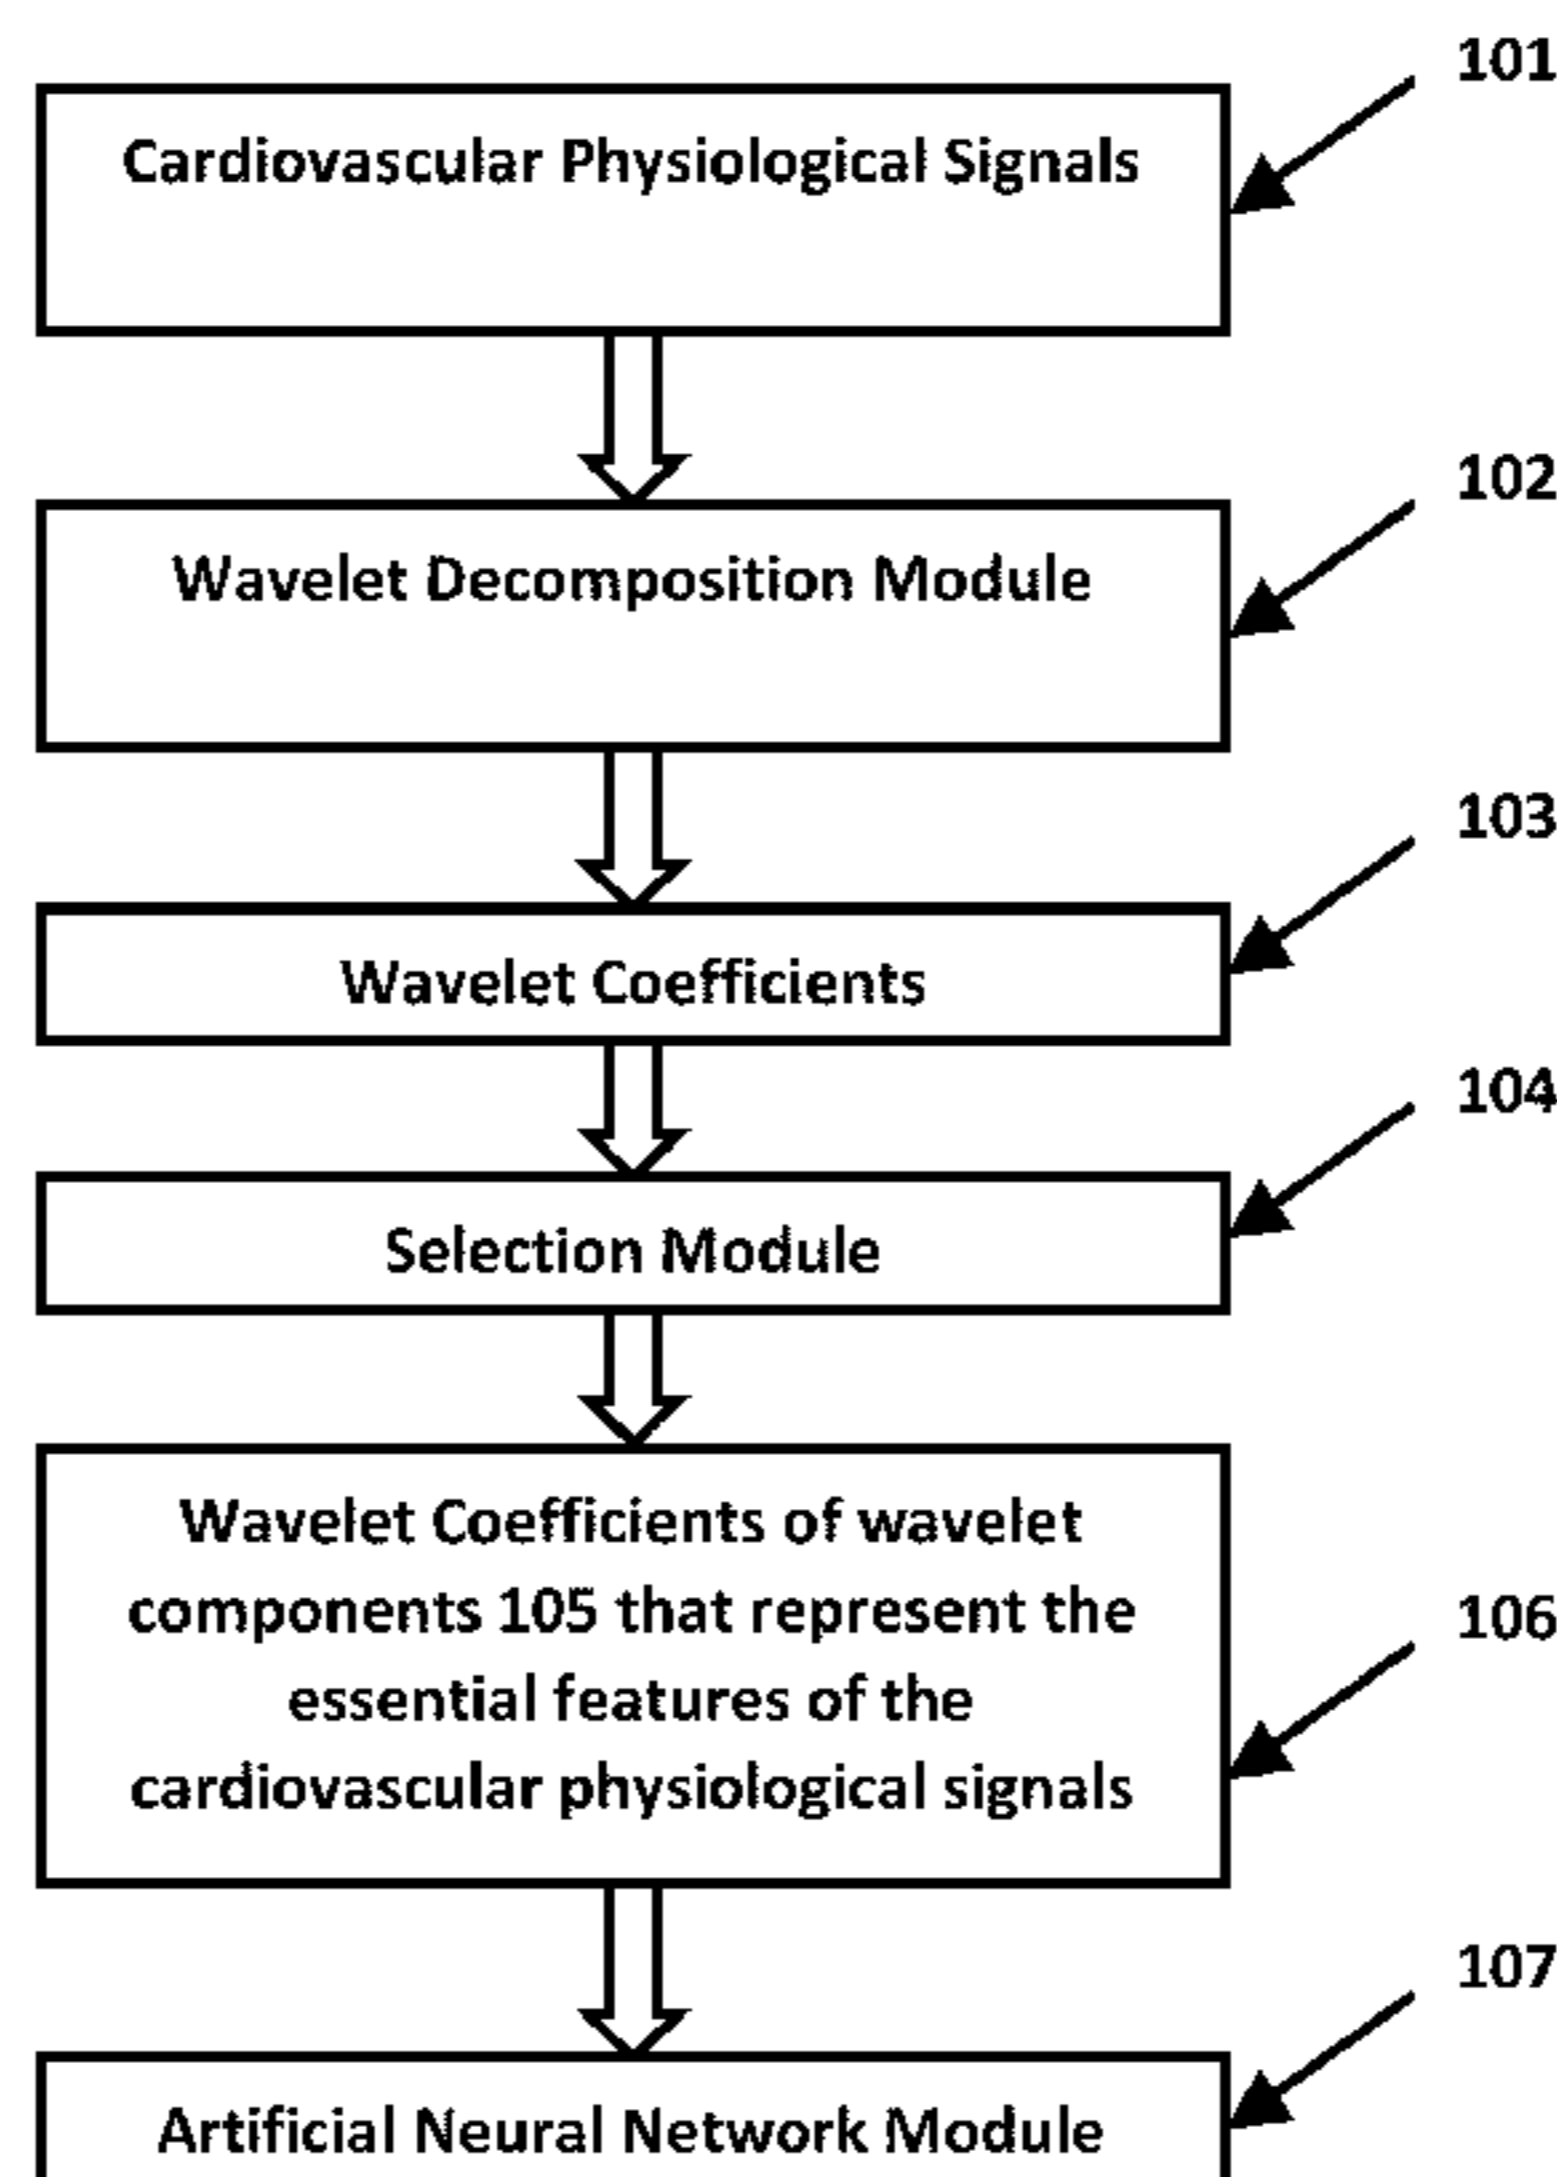 101
Cardiovascular Physiological Signals
102
Wavelet Decomposition Module
103
Wavelet Coefficients
104
Selection Module
Wavelet Coefficients of wavelet
components 105 that represent the
essential features of the
cardiovascular physiological signals
106
107
Artificial Neural Network Module